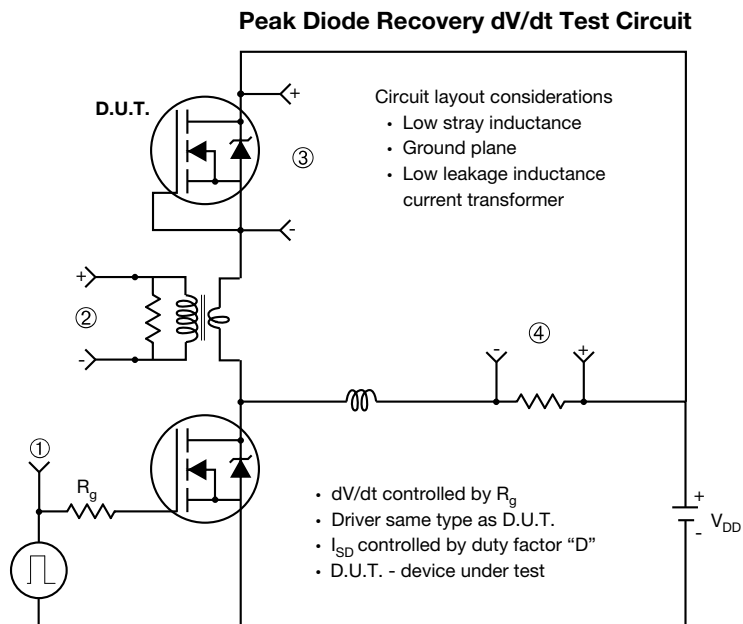 Peak Diode Recovery dV/dt Test Circuit
D.U.T.
+
③
-
Circuit layout considerations
• Low stray inductance
• Ground plane
• Low leakage inductance
current transformer
+
②
-
-
④
+
①
Rg
• dV/dt controlled by Rg
• Driver same type as D.U.T.
• ISD controlled by duty factor “D”
• D.U.T. - device under test
+
-
VDD